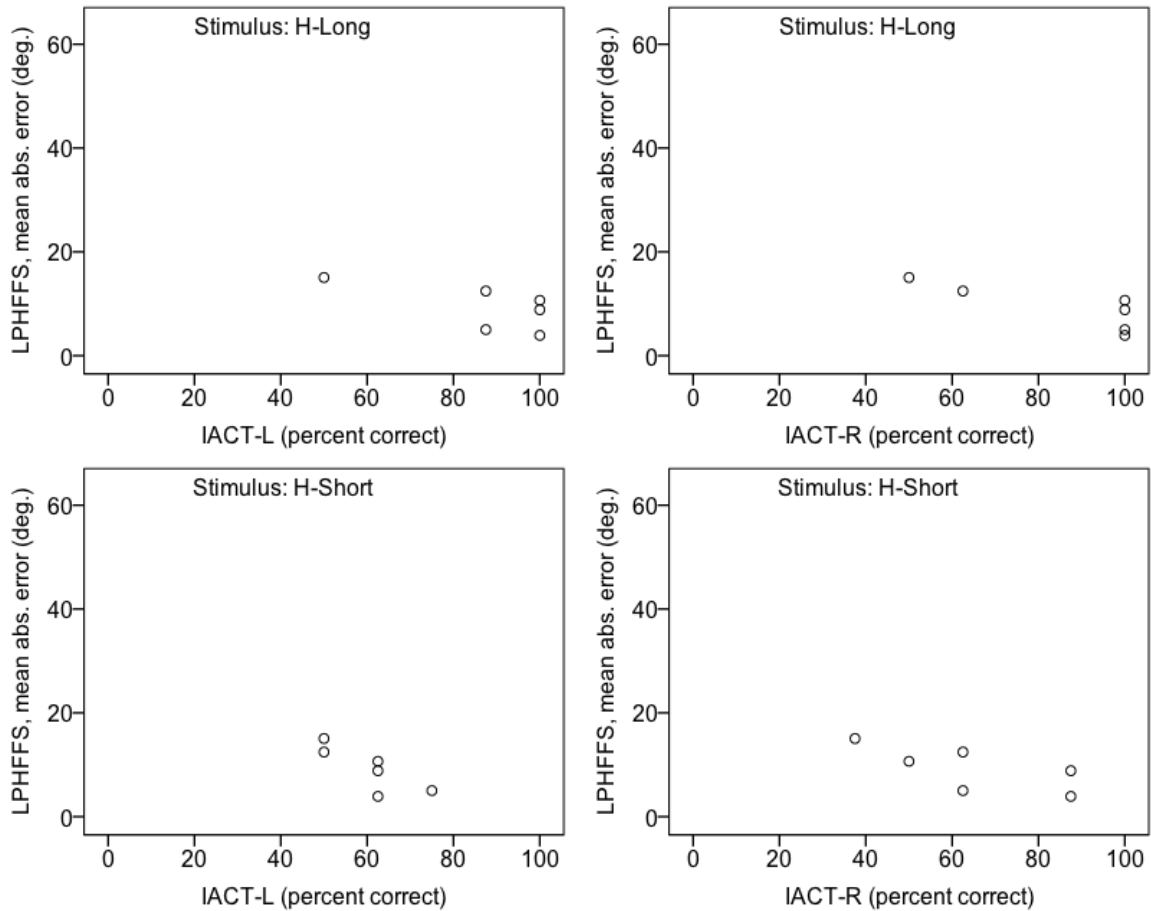 Stimulus: H-Long
LPHFFS, mean abs. error (deg.)
60
40
20
0
0 20 40 60 80 100
IACT-L (percent correct)
Stimulus: H-Long
LPHFFS, mean abs. error (deg.)
60
40
20
0
0 20 40 60 80 100
IACT-R (percent correct)
Stimulus: H-Short
LPHFFS, mean abs. error (deg.)
60
40
20
0
0 20 40 60 80 100
IACT-L (percent correct)
Stimulus: H-Short
LPHFFS, mean abs. error (deg.)
60
40
20
0
0 20 40 60 80 100
IACT-R (percent correct)